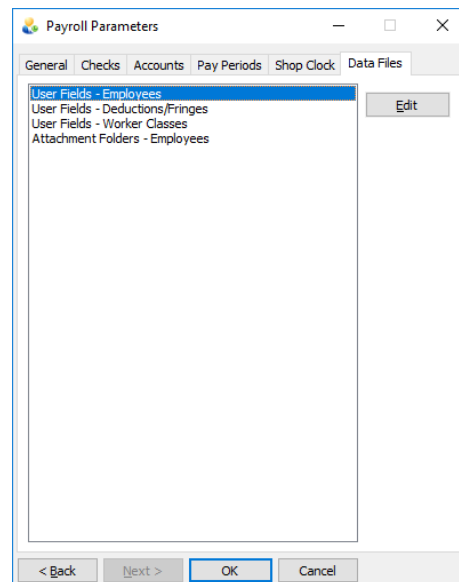 Payroll Parameters
General Checks Accounts Pay Periods Shop Clock Data Files
User Fields - Employees
Edit
User Fields - Deductions/Fringes
User Fields - Worker Classes
Attachment Folders - Employees
< Back Next > OK Cancel